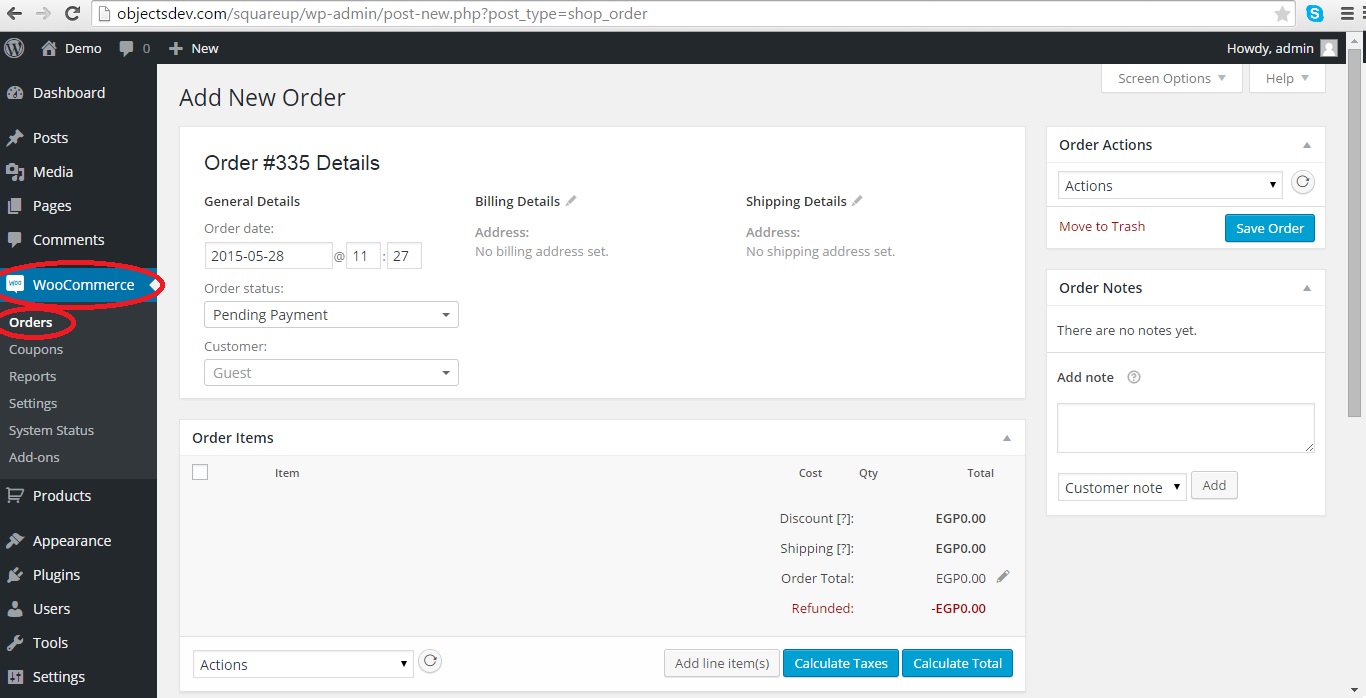 objectsdev.com/squareup/wp-admin/post-new.php?post_type=shop_order
Demo 0 New Howdy, admin
Screen Options Help
Dashboard
Posts
Media
Pages
Comments
WooCommerce
Orders
Coupons
Reports
Settings
System Status
Add-ons
Products
Appearance
Plugins
Users
Tools
Settings
Add New Order
Order #335 Details
General Details
Order date:
2015-05-28 @ 11 : 27
Order status:
Pending Payment
Customer:
Guest
Billing Details
Address:
No billing address set.
Shipping Details
Address:
No shipping address set.
Order Items
Item Cost Qty Total
Discount [?]: EGP0.00
Shipping [?]: EGP0.00
Order Total: EGP0.00
Refunded: -EGP0.00
Actions Add line item(s) Calculate Taxes Calculate Total
Order Actions
Actions
Move to Trash Save Order
Order Notes
There are no notes yet.
Add note ?
Customer note Add